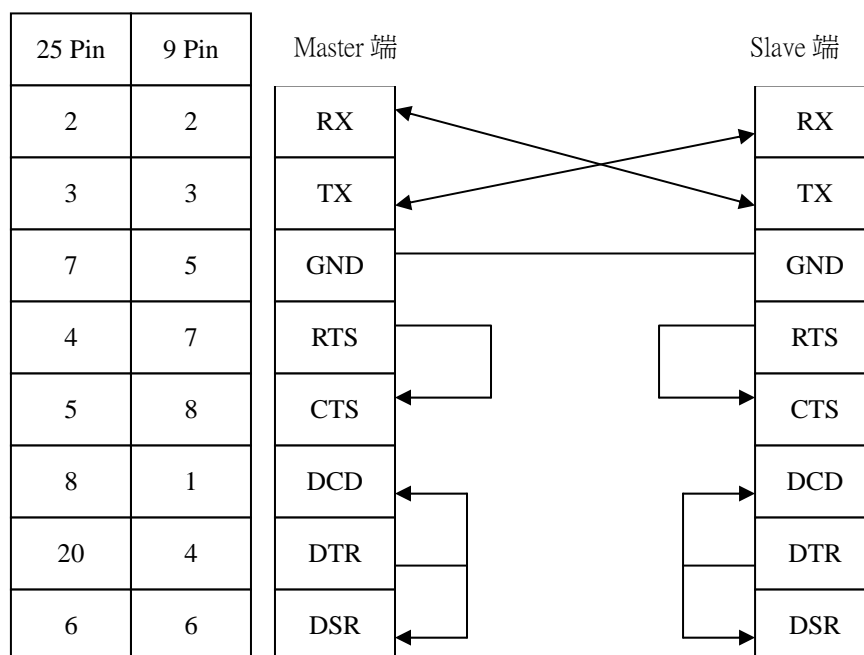 25 Pin 9 Pin Master 端 Slave 端
2 2 RX RX
3 3 TX TX
7 5 GND GND
4 7 RTS RTS
5 8 CTS CTS
8 1 DCD DCD
20 4 DTR DTR
6 6 DSR DSR